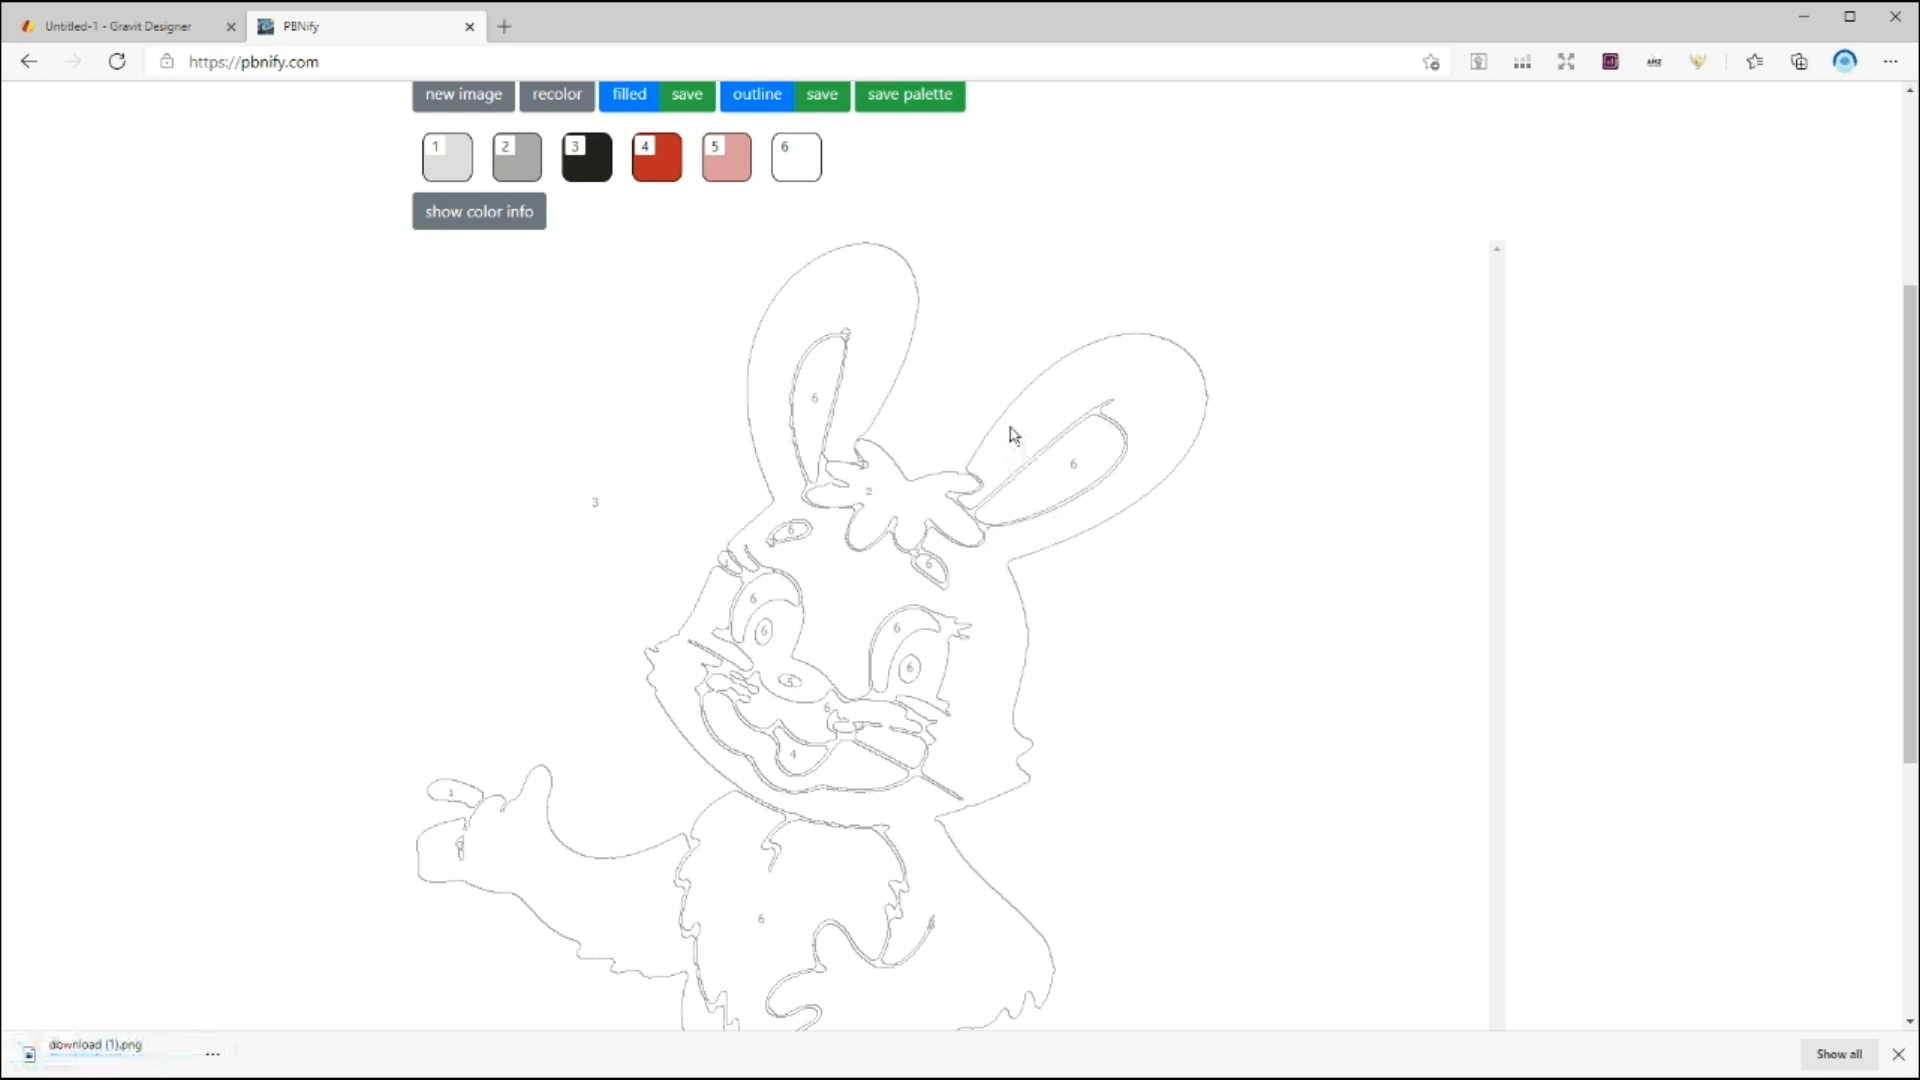 Untitled-1 - Gravit Designer
PBNify
https://pbnify.com
new image recolor filled save outline save save palette
1 2 3 4 5 6
show color info
6
6
2
3
6
6
6
6
6
6
5
6
4
1
6
download (1).png
Show all